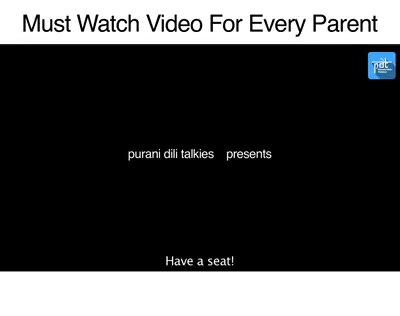 Must Watch Video For Every Parent
purani dili talkies presents
Have a seat!